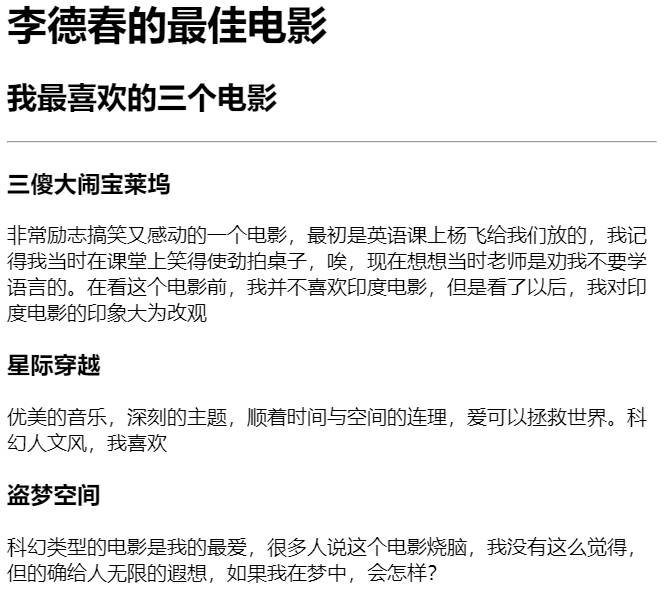 李德春的最佳电影
我最喜欢的三个电影
三傻大闹宝莱坞
非常励志搞笑又感动的一个电影，最初是英语课上杨飞给我们放的，我记
得我当时在课堂上笑得使劲拍桌子，唉，现在想想当时老师是劝我不要学
语言的。在看这个电影前，我并不喜欢印度电影，但是看了以后，我对印
度电影的印象大为改观
星际穿越
优美的音乐，深刻的主题，顺着时间与空间的连理，爱可以拯救世界。科
幻人文风，我喜欢
盗梦空间
科幻类型的电影是我的最爱，很多人说这个电影烧脑，我没有这么觉得，
但的确给人无限的遐想，如果我在梦中，会怎样？